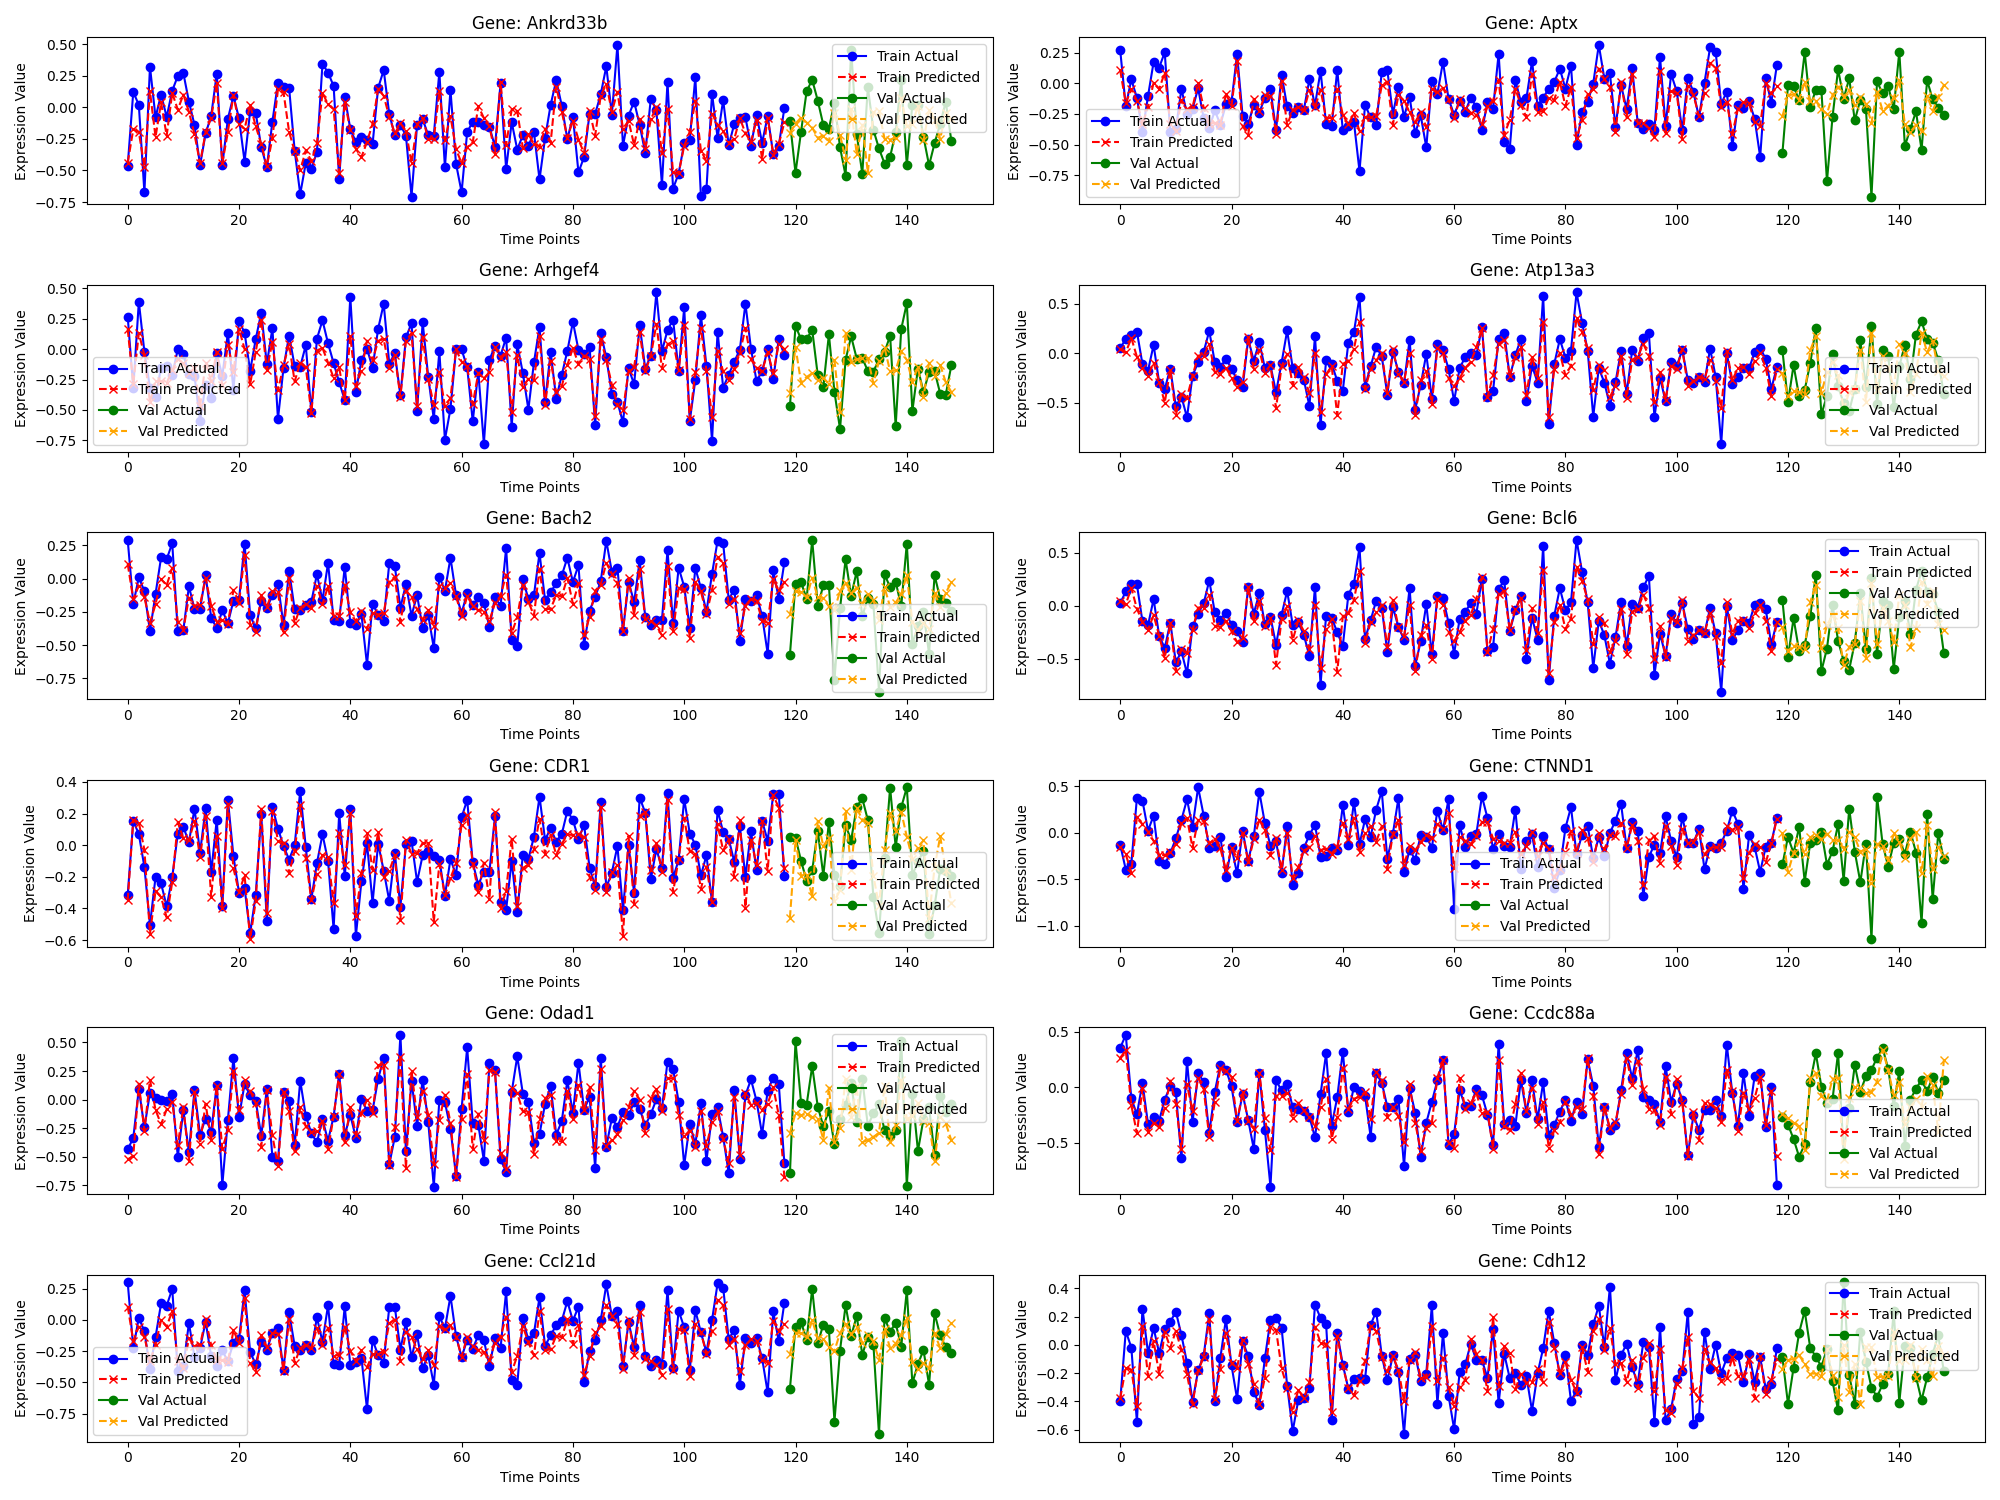 Gene: Ankrd33b
Expression Value
0.50
0.25
0.00
−0.25
−0.50
−0.75
Train Actual
Train Predicted
Val Actual
Val Predicted
0 20 40 60 80 100 120 140
Time Points
Gene: Aptx
Expression Value
0.25
0.00
−0.25
−0.50
−0.75
Train Actual
Train Predicted
Val Actual
Val Predicted
0 20 40 60 80 100 120 140
Time Points
Gene: Arhgef4
Expression Value
0.50
0.25
0.00
−0.25
−0.50
−0.75
Train Actual
Train Predicted
Val Actual
Val Predicted
0 20 40 60 80 100 120 140
Time Points
Gene: Atp13a3
Expression Value
0.5
0.0
−0.5
Train Actual
Train Predicted
Val Actual
Val Predicted
0 20 40 60 80 100 120 140
Time Points
Gene: Bach2
Expression Value
0.25
0.00
−0.25
−0.50
−0.75
Train Actual
Train Predicted
Val Actual
Val Predicted
0 20 40 60 80 100 120 140
Time Points
Gene: Bcl6
Expression Value
0.5
0.0
−0.5
Train Actual
Train Predicted
Val Actual
Val Predicted
0 20 40 60 80 100 120 140
Time Points
Gene: CDR1
Expression Value
0.4
0.2
0.0
−0.2
−0.4
−0.6
Train Actual
Train Predicted
Val Actual
Val Predicted
0 20 40 60 80 100 120 140
Time Points
Gene: CTNND1
Expression Value
0.5
0.0
−0.5
−1.0
Train Actual
Train Predicted
Val Actual
Val Predicted
0 20 40 60 80 100 120 140
Time Points
Gene: Odad1
Expression Value
0.50
0.25
0.00
−0.25
−0.50
−0.75
Train Actual
Train Predicted
Val Actual
Val Predicted
0 20 40 60 80 100 120 140
Time Points
Gene: Ccdc88a
Expression Value
0.5
0.0
−0.5
Train Actual
Train Predicted
Val Actual
Val Predicted
0 20 40 60 80 100 120 140
Time Points
Gene: Ccl21d
Expression Value
0.25
0.00
−0.25
−0.50
−0.75
Train Actual
Train Predicted
Val Actual
Val Predicted
0 20 40 60 80 100 120 140
Time Points
Gene: Cdh12
Expression Value
0.4
0.2
0.0
−0.2
−0.4
−0.6
Train Actual
Train Predicted
Val Actual
Val Predicted
0 20 40 60 80 100 120 140
Time Points